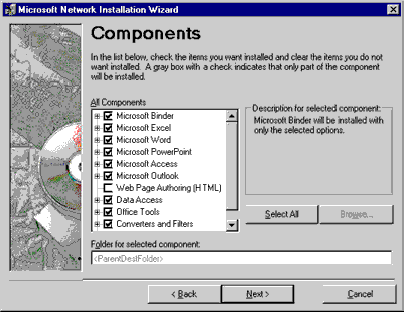 Microsoft Network Installation Wizard
Components
In the list below, check the items you want installed and clear the items you do not
want installed. A gray box with a check indicates that only part of the component
will be installed.
All Components
Microsoft Binder
Microsoft Excel
Microsoft Word
Microsoft PowerPoint
Microsoft Access
Microsoft Outlook
Web Page Authoring (HTML)
Data Access
Office Tools
Converters and Filters
Description for selected component:
Microsoft Binder will be installed with
only the selected options.
Select All
Browse...
Folder for selected component:
<ParentDestFolder>
< Back
Next >
Cancel